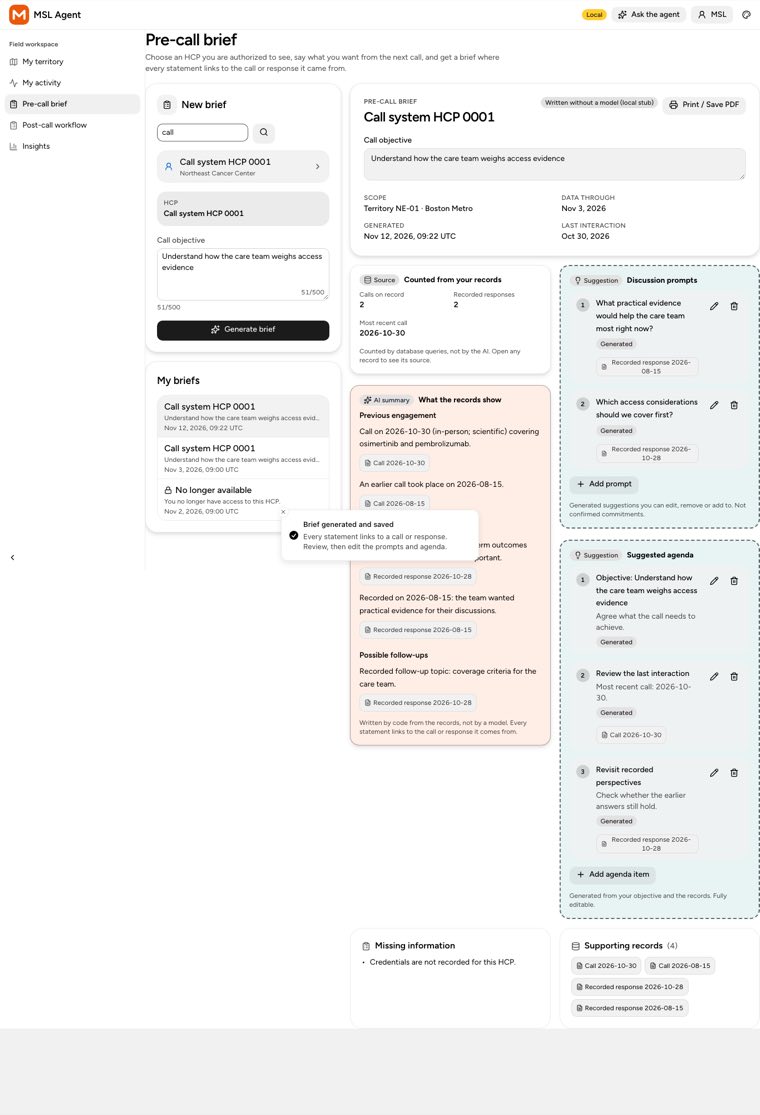 MSL Agent
Local
Ask the agent
MSL
Field workspace
My territory
My activity
Pre-call brief
Post-call workflow
Insights
Pre-call brief
Choose an HCP you are authorized to see, say what you want from the next call, and get a brief where
every statement links to the call or response it came from.
New brief
call
Call system HCP 0001
Northeast Cancer Center
HCP
Call system HCP 0001
Call objective
Understand how the care team weighs access
evidence
51/500
51/500
Generate brief
My briefs
Call system HCP 0001
Understand how the care team weighs access evid...
Nov 12, 2026, 09:22 UTC
Call system HCP 0001
Understand how the care team weighs access evid...
Nov 3, 2026, 09:00 UTC
No longer available
You no longer have access to this HCP.
Nov 2, 2026, 09:00 UTC
PRE-CALL BRIEF
Written without a model (local stub)
Print / Save PDF
Call system HCP 0001
Call objective
Understand how the care team weighs access evidence
SCOPE
Territory NE-01 · Boston Metro
DATA THROUGH
Nov 3, 2026
GENERATED
Nov 12, 2026, 09:22 UTC
LAST INTERACTION
Oct 30, 2026
Source
Counted from your records
Calls on record
2
Recorded responses
2
Most recent call
2026-10-30
Counted by database queries, not by the AI. Open any
record to see its source.
AI summary
What the records show
Previous engagement
Call on 2026-10-30 (in-person; scientific) covering
osimertinib and pembrolizumab.
Call 2026-10-30
An earlier call took place on 2026-08-15.
Call 2026-08-15
Brief generated and saved
Every statement links to a call or response.
Review, then edit the prompts and agenda.
outcomes
Recorded response 2026-10-28
Recorded on 2026-08-15: the team wanted
practical evidence for their discussions.
Recorded response 2026-08-15
Possible follow-ups
Recorded follow-up topic: coverage criteria for the
care team.
Recorded response 2026-10-28
Written by code from the records, not by a model. Every
statement links to the call or response it comes from.
Suggestion
Discussion prompts
1
What practical evidence
would help the care team
most right now?
Generated
Recorded response 2026-
08-15
2
Which access considerations
should we cover first?
Generated
Recorded response 2026-
10-28
Add prompt
Generated suggestions you can edit, remove or add to. Not
confirmed commitments.
Suggestion
Suggested agenda
1
Objective: Understand how
the care team weighs access
evidence
Agree what the call needs to
achieve.
Generated
2
Review the last interaction
Most recent call: 2026-10-
30.
Generated
Call 2026-10-30
3
Revisit recorded
perspectives
Check whether the earlier
answers still hold.
Generated
Recorded response 2026-
10-28
Add agenda item
Generated from your objective and the records. Fully
editable.
Missing information
• Credentials are not recorded for this HCP.
Supporting records (4)
Call 2026-10-30
Call 2026-08-15
Recorded response 2026-10-28
Recorded response 2026-08-15